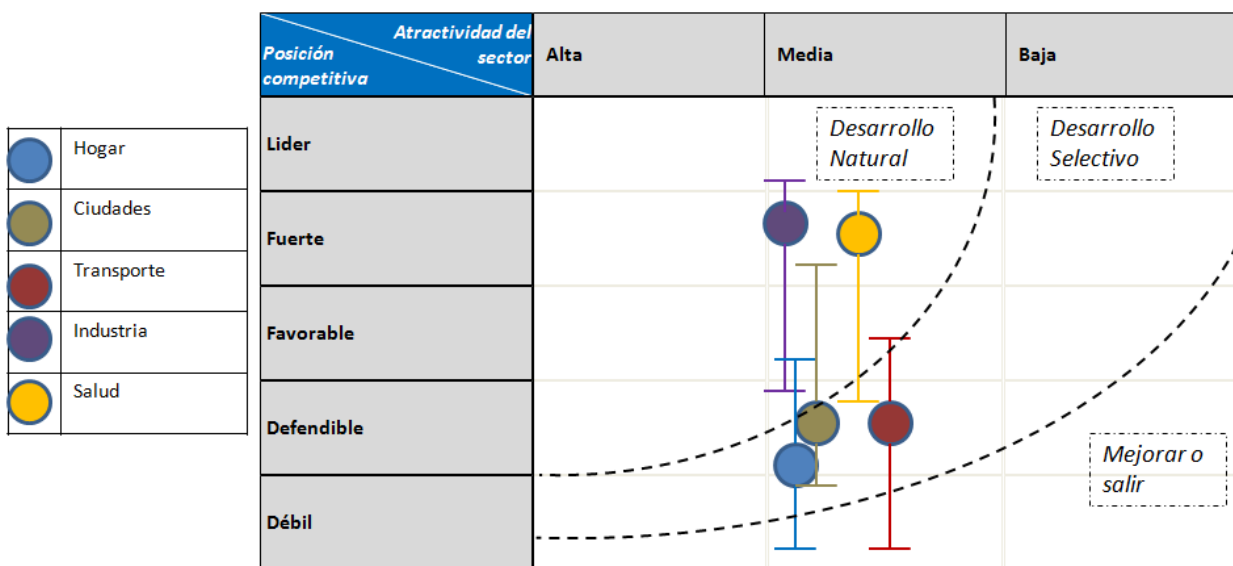 Atractividad del
sector
Posición
competitiva
Alta
Media
Baja
Hogar
Ciudades
Transporte
Industria
Salud
Lider
Fuerte
Favorable
Defendible
Débil
Desarrollo
Natural
Desarrollo
Selectivo
Mejorar o
salir